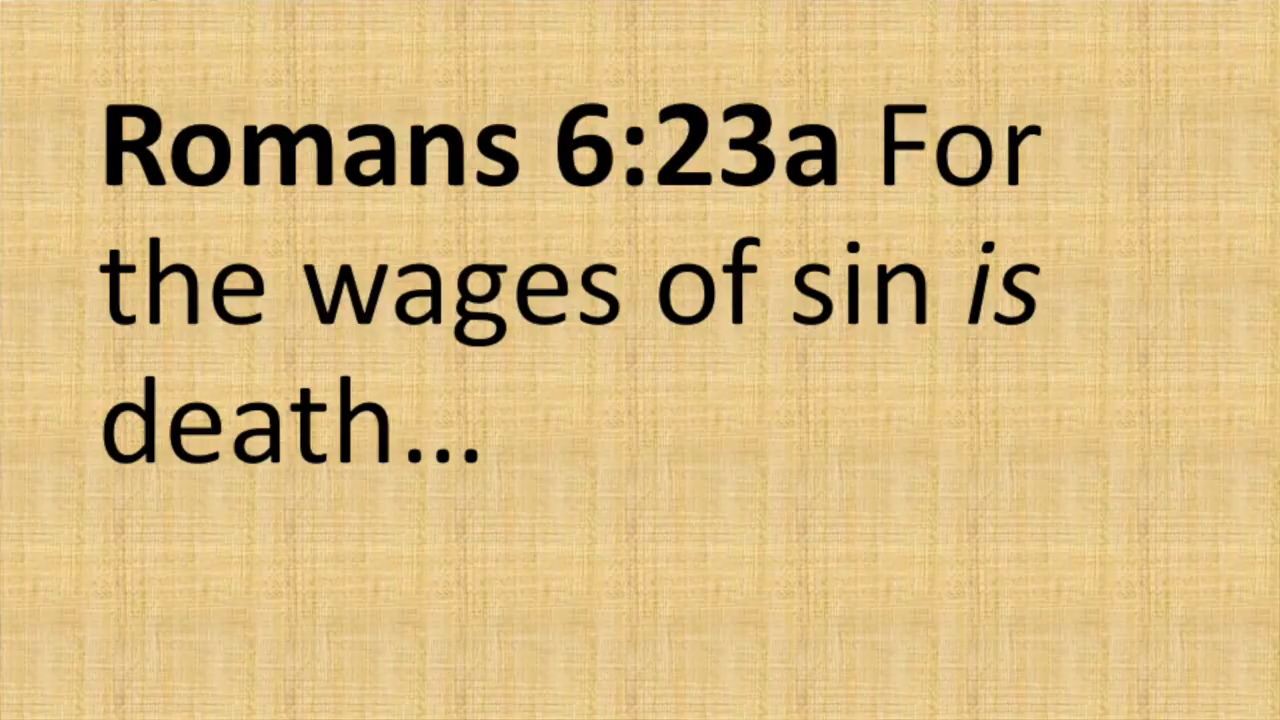 Romans 6:23a For
the wages of sin is
death...